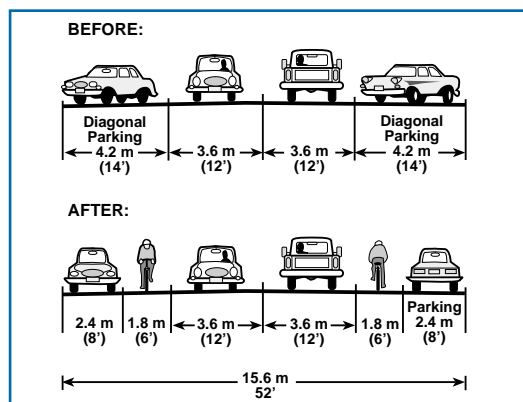 BEFORE:
Diagonal Parking 4.2 m (14’)
3.6 m (12’)
3.6 m (12’)
Diagonal Parking 4.2 m (14’)
AFTER:
2.4 m (8’)
1.8 m (6’)
3.6 m (12’)
3.6 m (12’)
1.8 m (6’)
Parking 2.4 m (8’)
15.6 m
52’